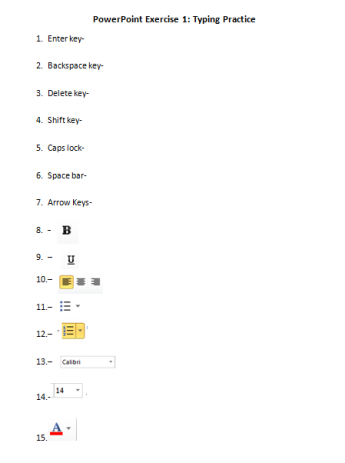 PowerPoint Exercise 1: Typing Practice
1. Enter key-
2. Backspace key-
3. Delete key-
4. Shift key-
5. Caps lock-
6. Space bar-
7. Arrow Keys-
8. - B
9. – U
10.–
11.–
12.–
13.– Calibri
14.- 14
15. A